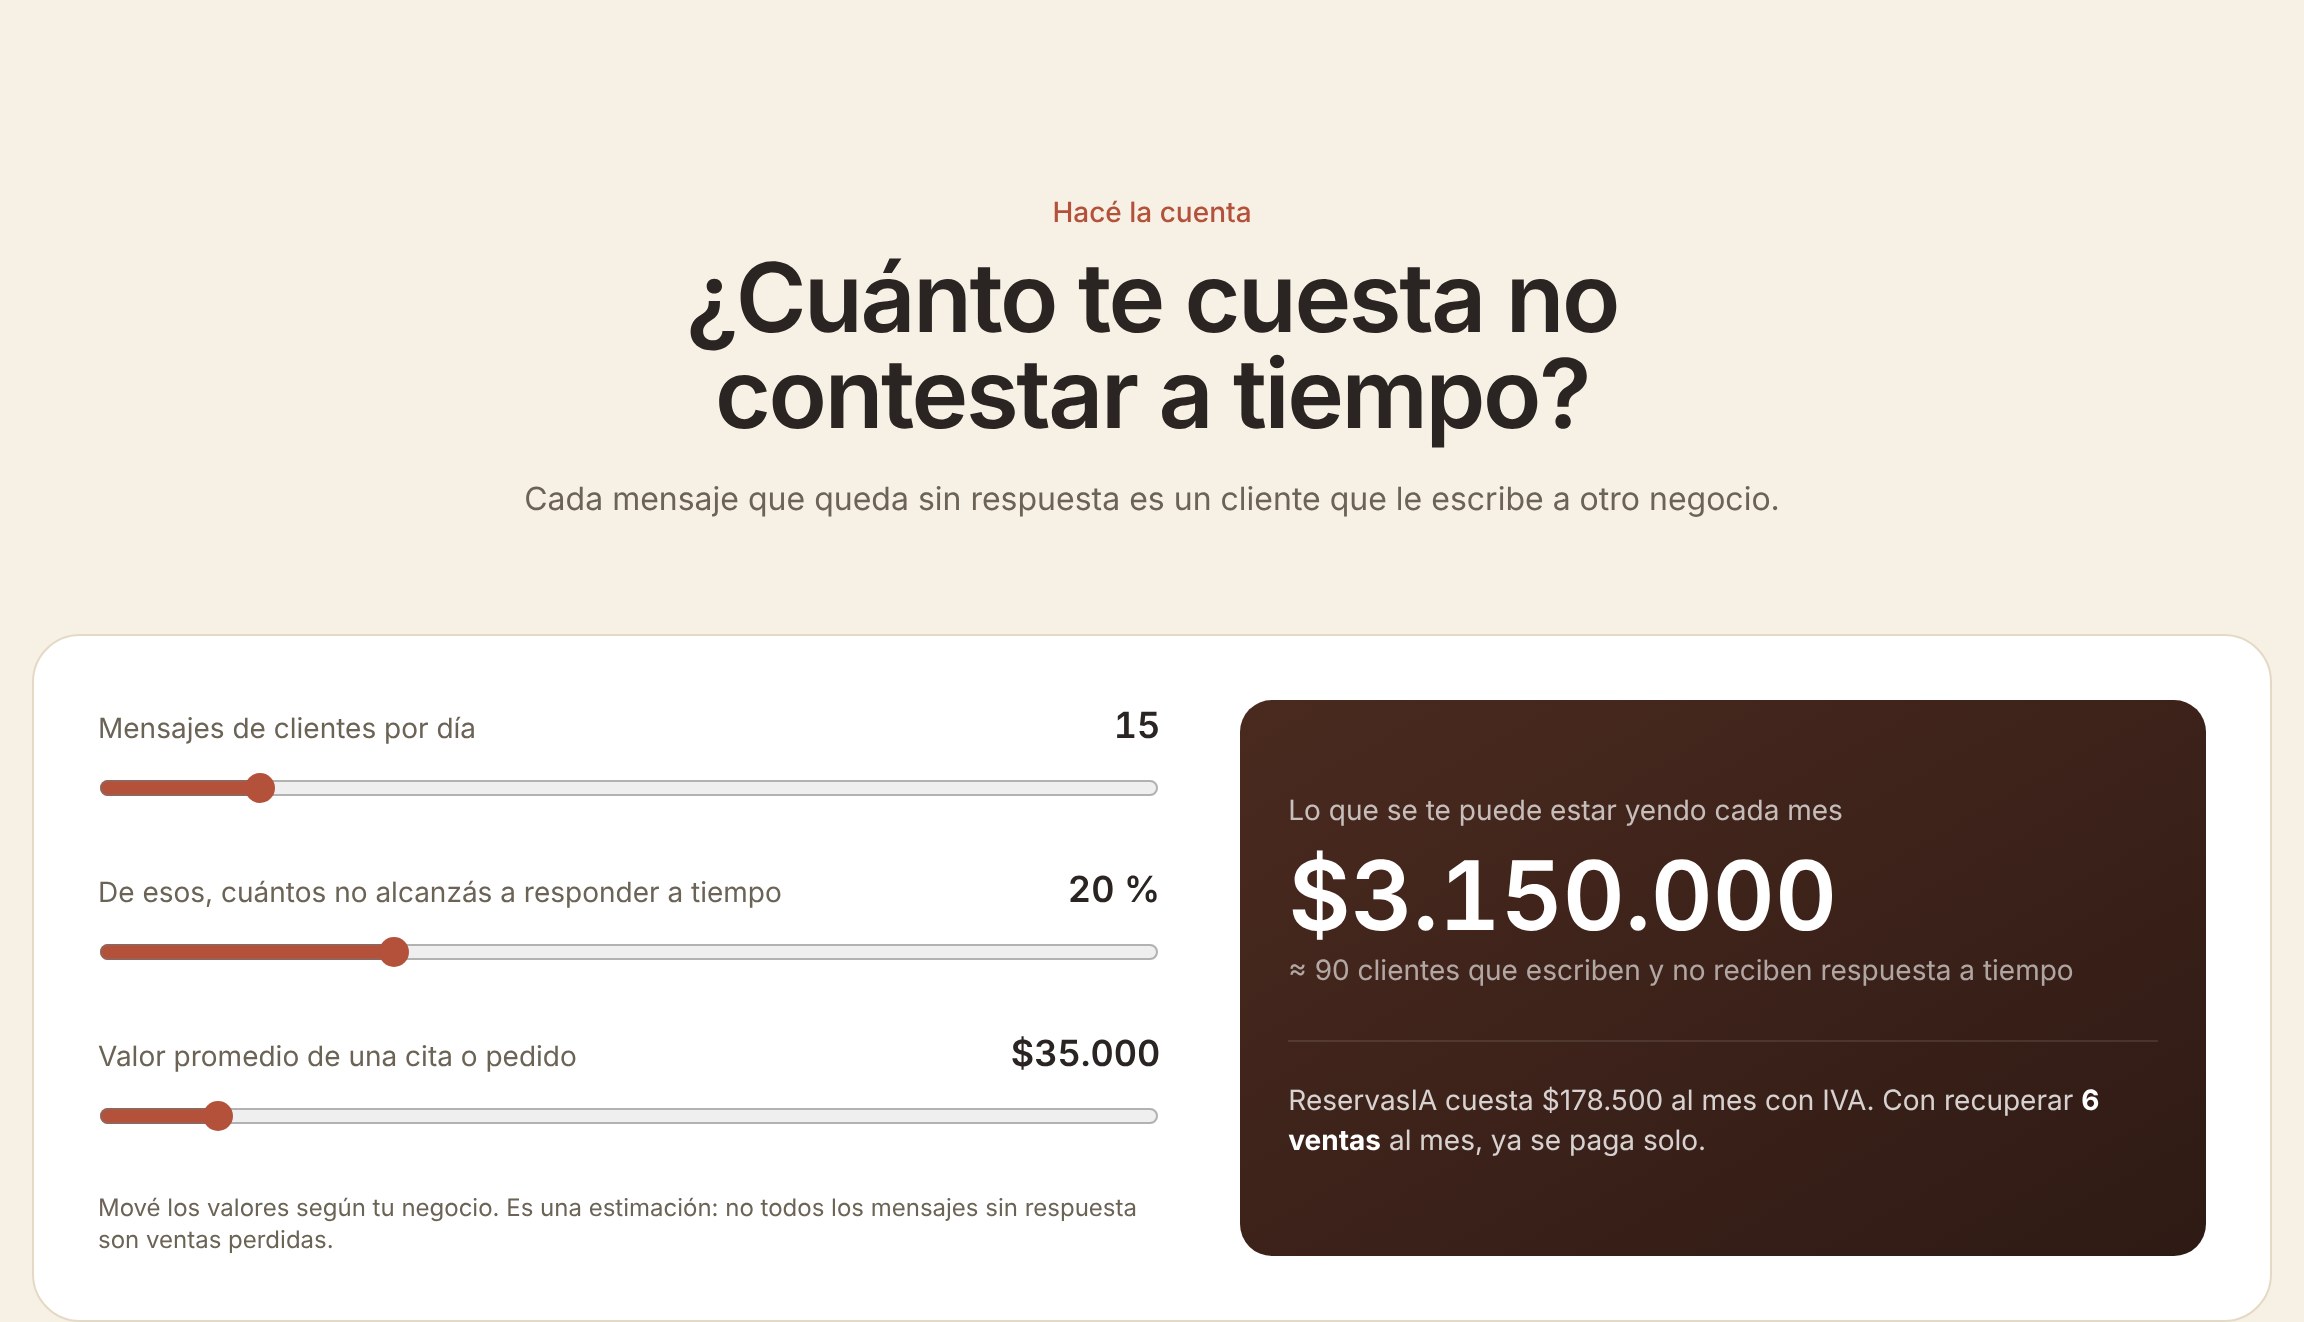 Hacé la cuenta
¿Cuánto te cuesta no
contestar a tiempo?
Cada mensaje que queda sin respuesta es un cliente que le escribe a otro negocio.
Mensajes de clientes por día
15
De esos, cuántos no alcanzás a responder a tiempo
20 %
Valor promedio de una cita o pedido
$35.000
Mové los valores según tu negocio. Es una estimación: no todos los mensajes sin respuesta
son ventas perdidas.
Lo que se te puede estar yendo cada mes
$3.150.000
≈ 90 clientes que escriben y no reciben respuesta a tiempo
ReservasIA cuesta $178.500 al mes con IVA. Con recuperar 6
ventas al mes, ya se paga solo.